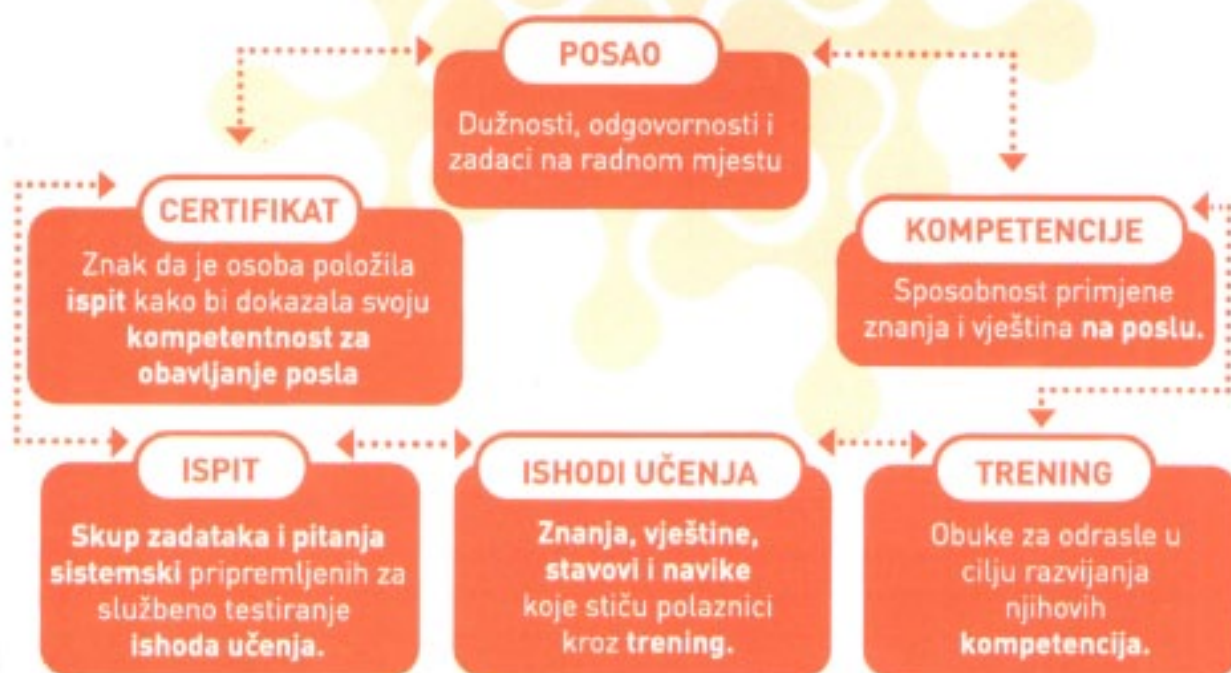 POSAO
Dužnosti, odgovornosti i
zadaci na radnom mjestu
CERTIFIKAT
Znak da je osoba položila
ispit kako bi dokazala svoju
kompetentnost za
obavljanje posla
KOMPETENCIJE
Sposobnost primjene
znanja i vještina na poslu.
ISPIT
Skup zadataka i pitanja
sistemski pripremljenih za
službeno testiranje
ishoda učenja.
ISHODI UČENJA
Znanja, vještine,
stavovi i navike
koje stiču polaznici
kroz trening.
TRENING
Obuke za odrasle u
cilju razvijanja
njihovih
kompetencija.